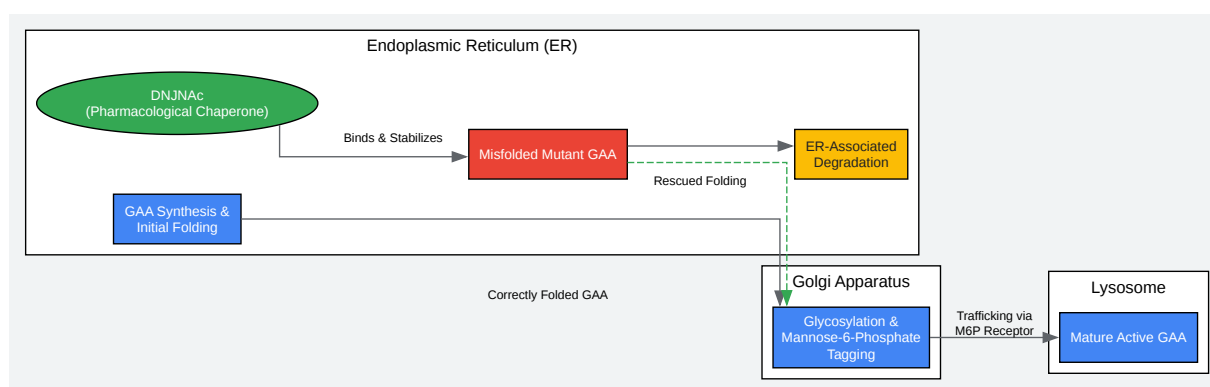 Endoplasmic Reticulum (ER)
DNJNAc
(Pharmacological Chaperone)
Binds & Stabilizes
Misfolded Mutant GAA
ER-Associated
Degradation
Rescued Folding
GAA Synthesis &
Initial Folding
Correctly Folded GAA
Golgi Apparatus
Glycosylation &
Mannose-6-Phosphate
Tagging
Trafficking via
M6P Receptor
Lysosome
Mature Active GAA